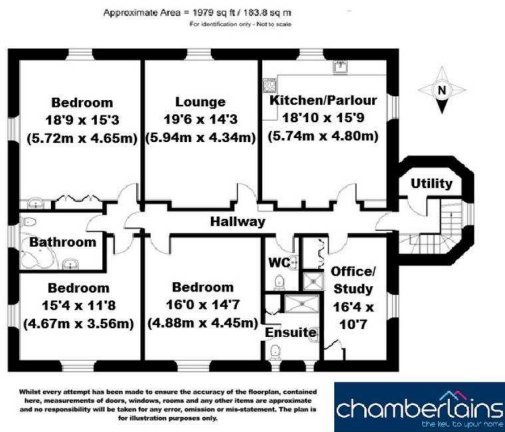 Approximate Area = 1979 sq ft / 183.8 sq m
For identification only - Not to scale
Bedroom
18'9 x 15'3
(5.72m x 4.65m)
Lounge
19'6 x 14'3
(5.94m x 4.34m)
Kitchen/Parlour
18'10 x 15'9
(5.74m x 4.80m)
N
Utility
Hallway
Bathroom
WC
Office/
Study
16'4 x
10'7
Bedroom
15'4 x 11'8
(4.67m x 3.56m)
Bedroom
16'0 x 14'7
(4.88m x 4.45m)
Ensuite
Whilst every attempt has been made to ensure the accuracy of the floorplan, contained
here, measurements of doors, windows, rooms and any other items are approximate
and no responsibility will be taken for any error, omission or mis-statement. The plan is
for illustration purposes only.
chamberlains
the key to your home